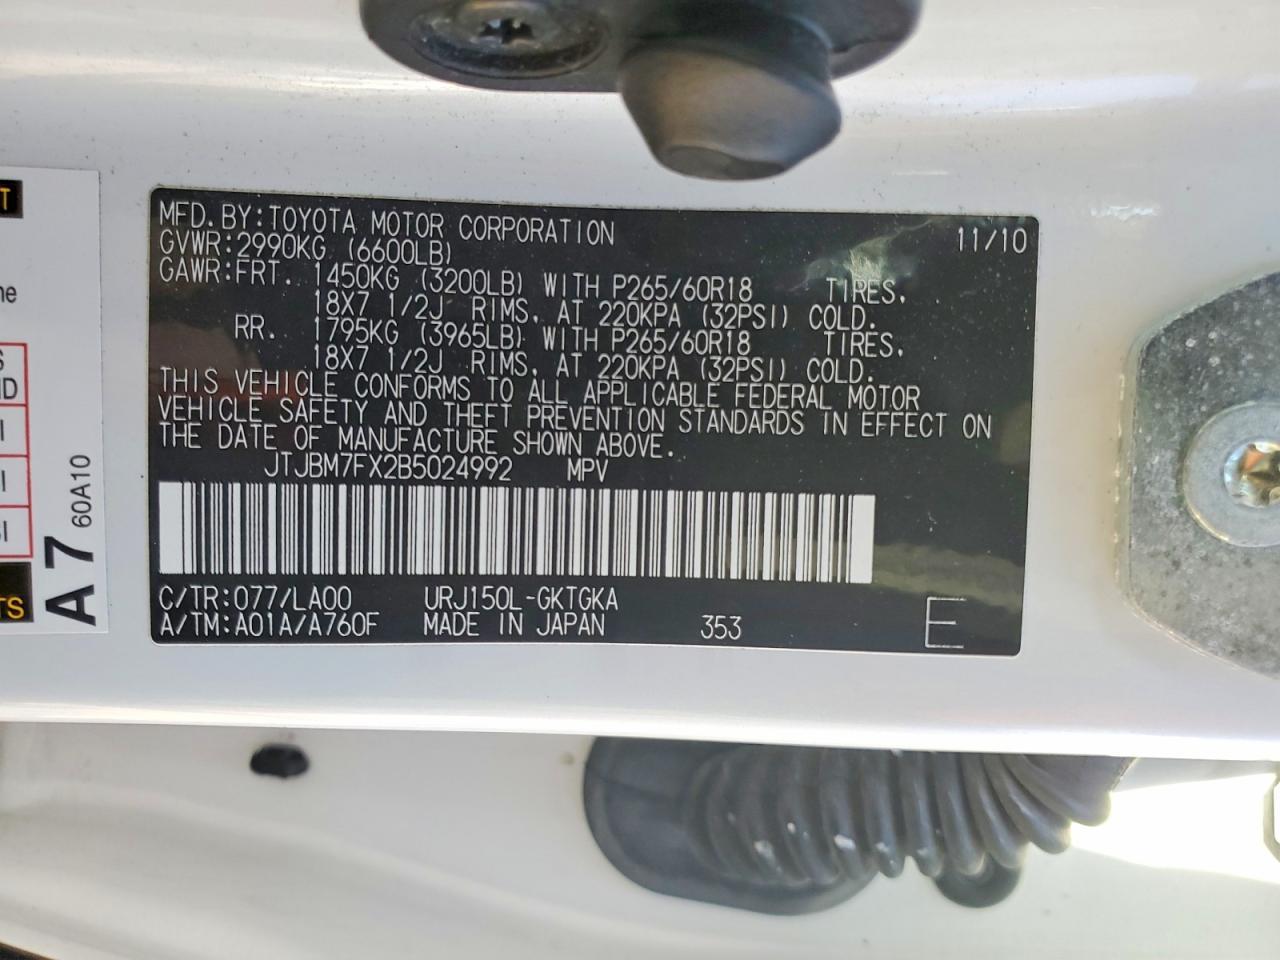 MFD.BY:TOYOTA MOTOR CORPORATION 11/10
GVWR:2990KG (6600LB)
GAWR:FRT. 1450KG (3200LB) WITH P265/60R18 TIRES,
18X7 1/2J RIMS, AT 220KPA (32PSI) COLD.
RR. 1795KG (3965LB) WITH P265/60R18 TIRES,
18X7 1/2J RIMS, AT 220KPA (32PSI) COLD.
THIS VEHICLE CONFORMS TO ALL APPLICABLE FEDERAL MOTOR
VEHICLE SAFETY AND THEFT PREVENTION STANDARDS IN EFFECT ON
THE DATE OF MANUFACTURE SHOWN ABOVE.
JTJBM7FX2B5024992 MPV
C/TR:077/LA00 URJ150L-GKTGKA
A/TM:A01A/A760F MADE IN JAPAN 353 E
A7 60A10